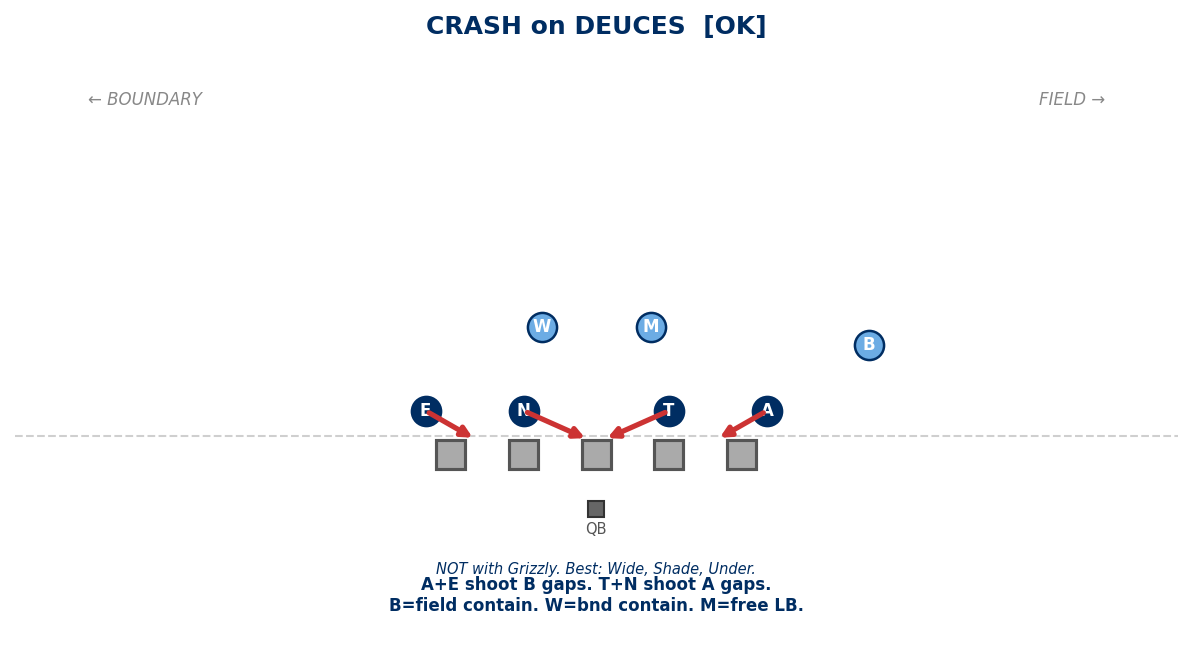 CRASH on DEUCES  [OK]
← BOUNDARY
FIELD →
W
M
B
E
N
T
A
QB
NOT with Grizzly. Best: Wide, Shade, Under.
A+E shoot B gaps. T+N shoot A gaps.
B=field contain. W=bnd contain. M=free LB.